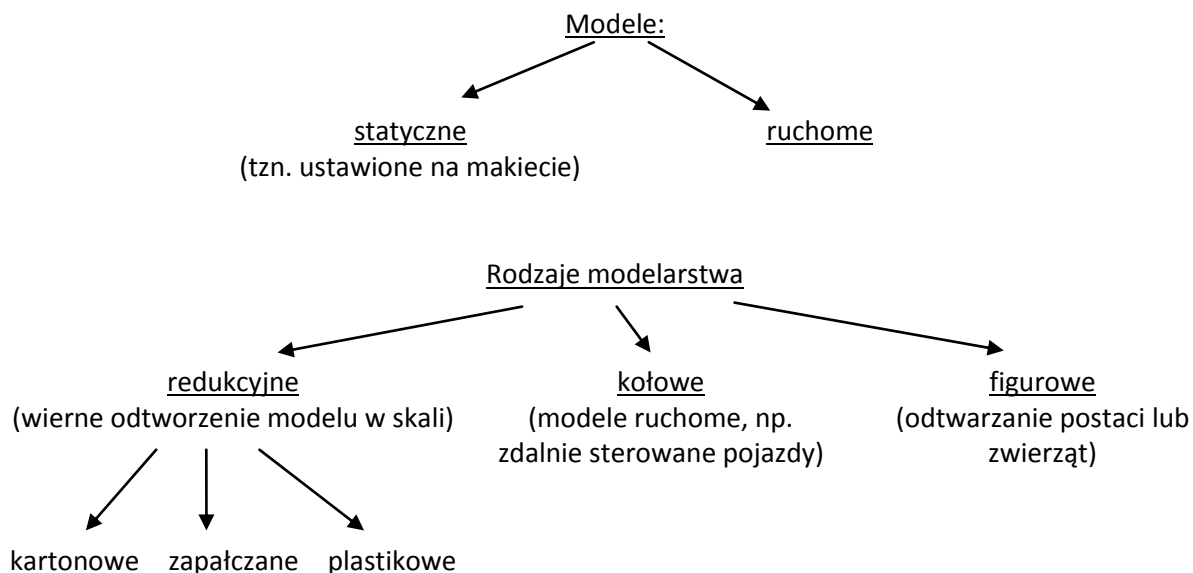 Modele:
statyczne
(tzn. ustawione na makiecie)
ruchome
Rodzaje modelarstwa
redukcyjne
(wierne odtworzenie modelu w skali)
kołowe
(modele ruchome, np.
zdalnie sterowane pojazdy)
figurowe
(odtwarzanie postaci lub
zwierząt)
kartonowe
zapałczane
plastikowe